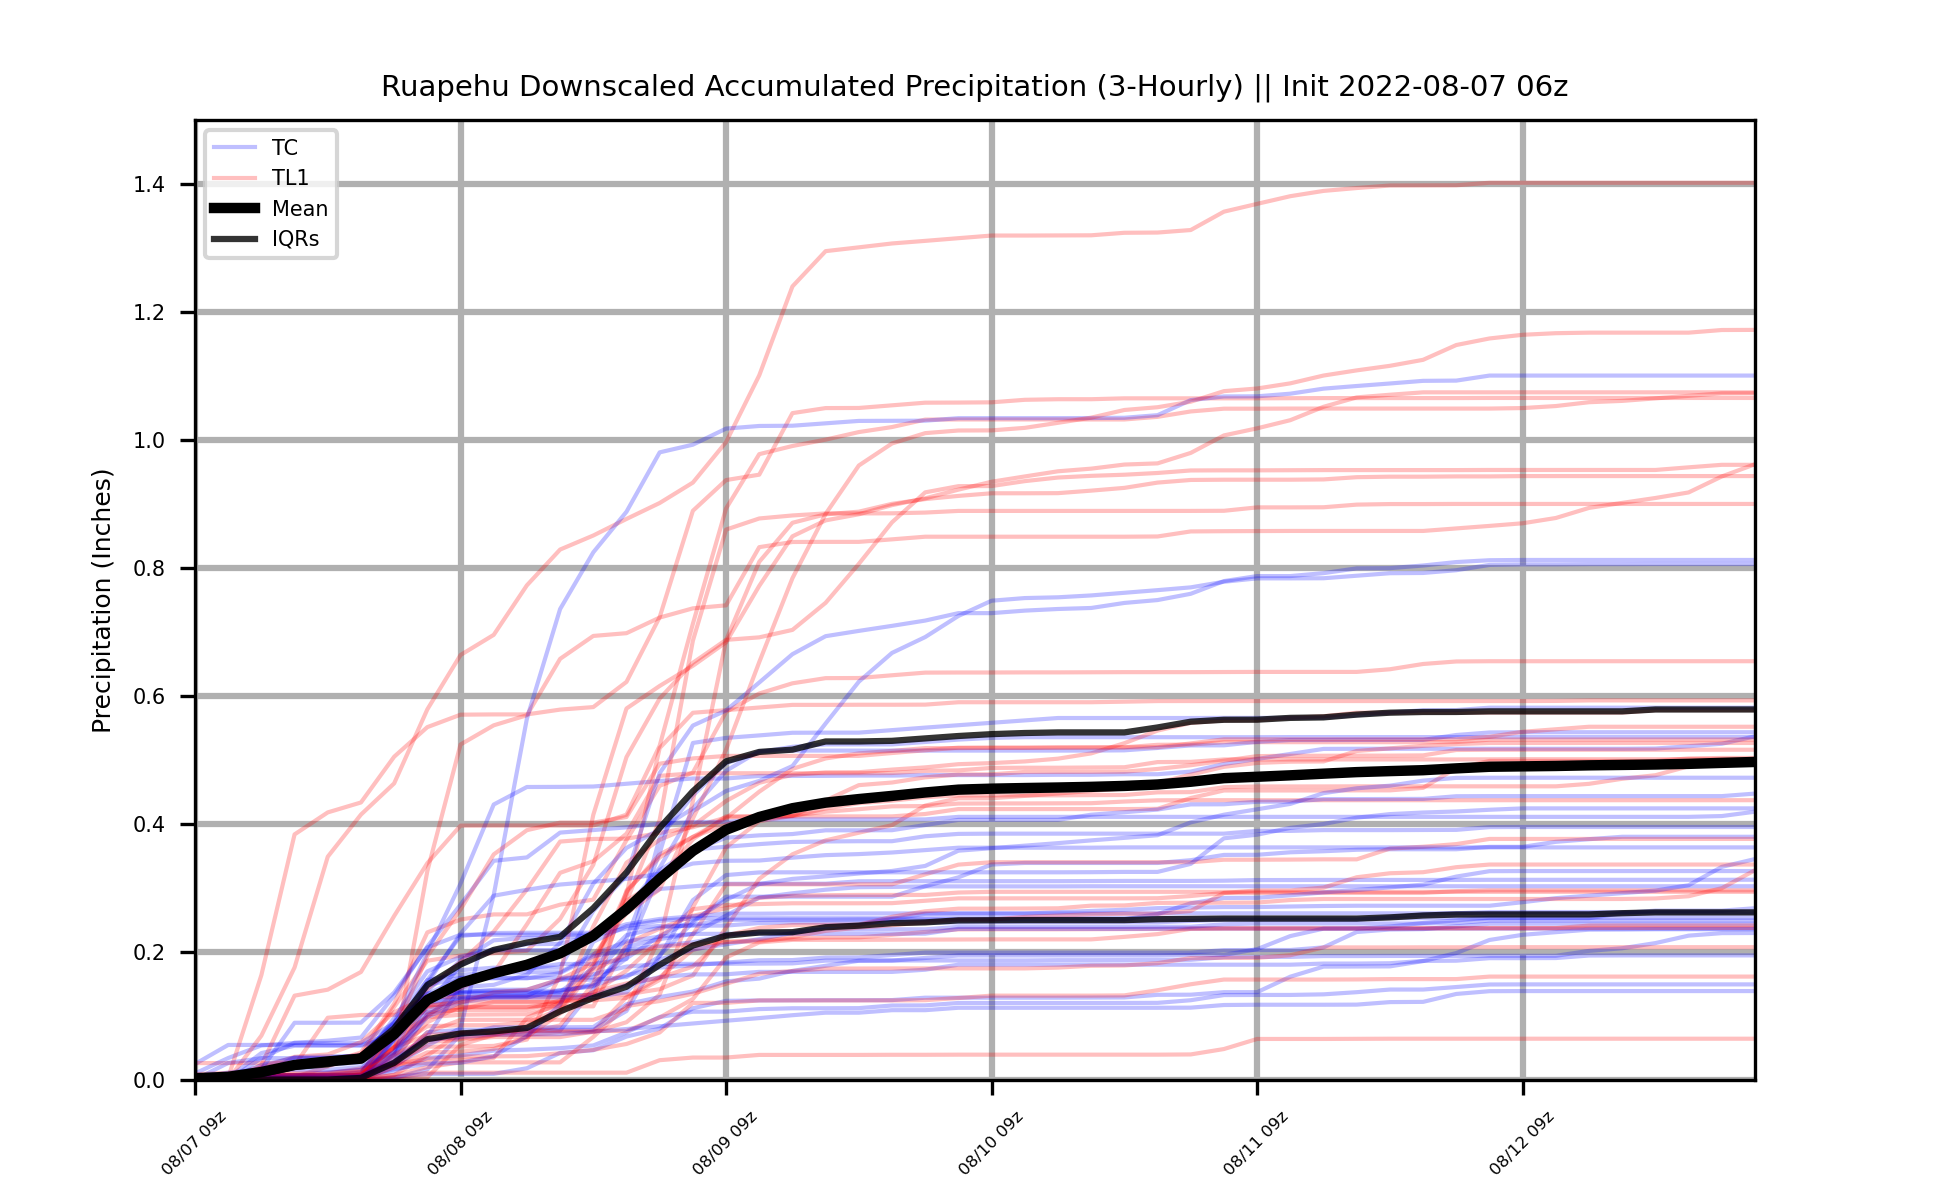 Ruapehu Downscaled Accumulated Precipitation (3-Hourly) || Init 2022-08-07 06z
TC
TL1
Mean
IQRs
Precipitation (Inches)
1.4
1.2
1.0
0.8
0.6
0.4
0.2
0.0
08/07 09z
08/08 09z
08/09 09z
08/10 09z
08/11 09z
08/12 09z